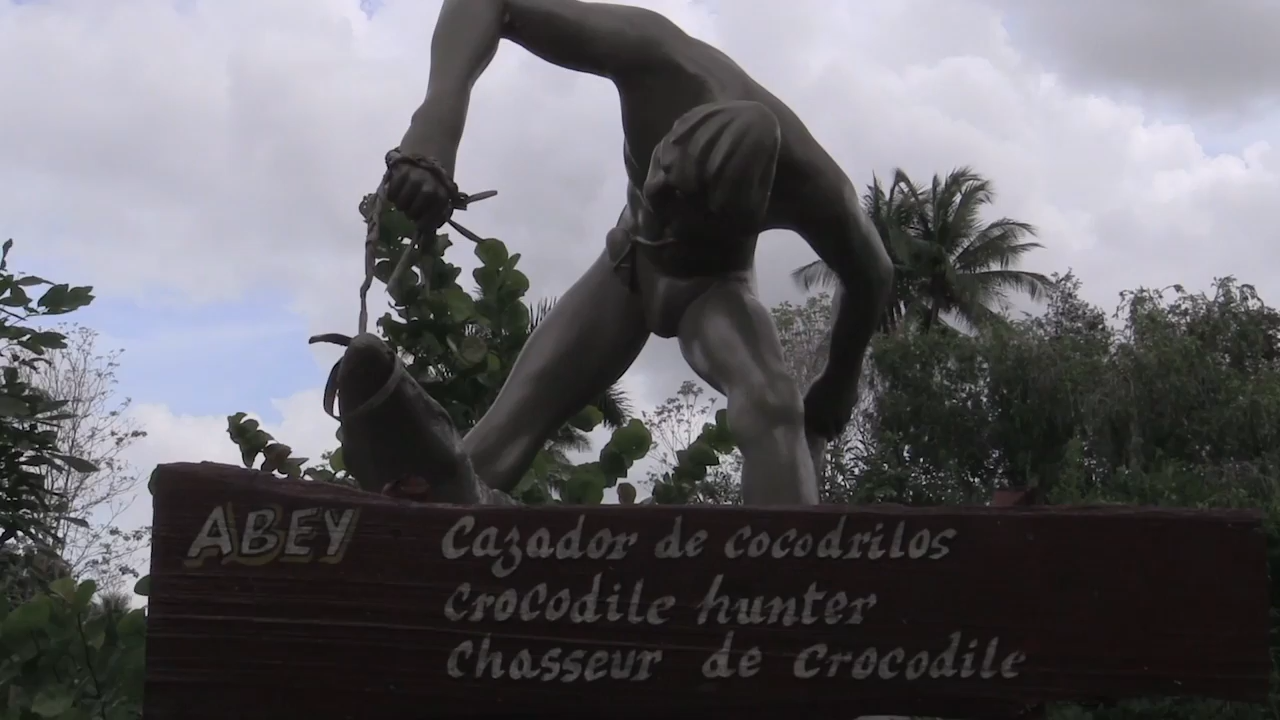 ABEY
Cazador de cocodrilos
Crocodile hunter
Chasseur de crocodile